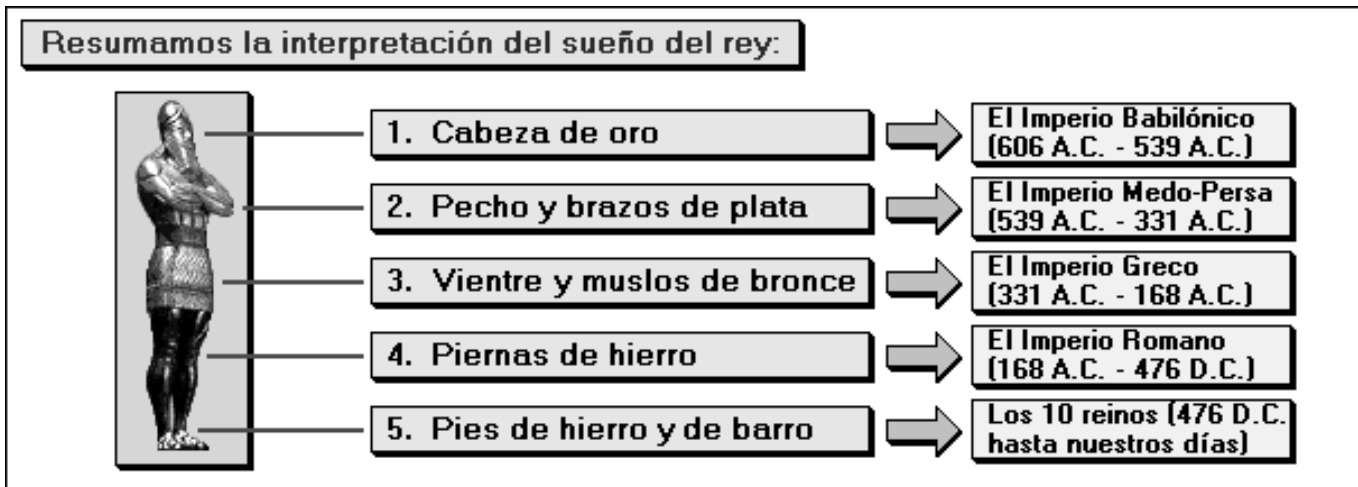 Resumamos la interpretación del sueño del rey:
1. Cabeza de oro
El Imperio Babilónico
(606 A.C. - 539 A.C.)
2. Pecho y brazos de plata
El Imperio Medo-Persa
(539 A.C. - 331 A.C.)
3. Vientre y muslos de bronce
El Imperio Greco
(331 A.C. - 168 A.C.)
4. Piernas de hierro
El Imperio Romano
(168 A.C. - 476 D.C.)
5. Pies de hierro y de barro
Los 10 reinos (476 D.C.
hasta nuestros días)